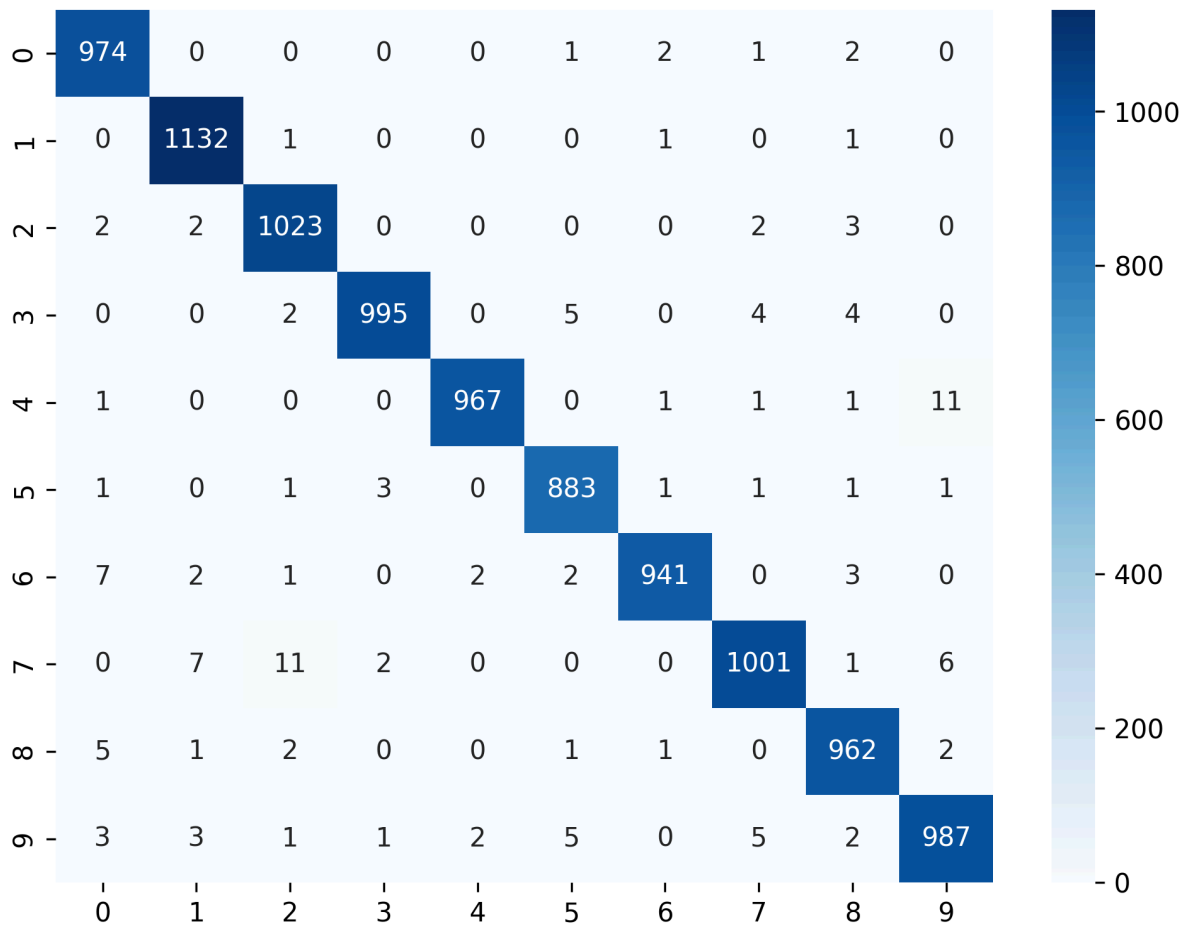 0 974 0 0 0 0 1 2 1 2 0
1 0 1132 1 0 0 0 1 0 1 0 1000
2 2 2 1023 0 0 0 0 2 3 0
800
3 0 0 2 995 0 5 0 4 4 0
4 1 0 0 0 967 0 1 1 1 11
600
5 1 0 1 3 0 883 1 1 1 1
6 7 2 1 0 2 2 941 0 3 0 400
7 0 7 11 2 0 0 0 1001 1 6
200
8 5 1 2 0 0 1 1 0 962 2
9 3 3 1 1 2 5 0 5 2 987
0
0 1 2 3 4 5 6 7 8 9